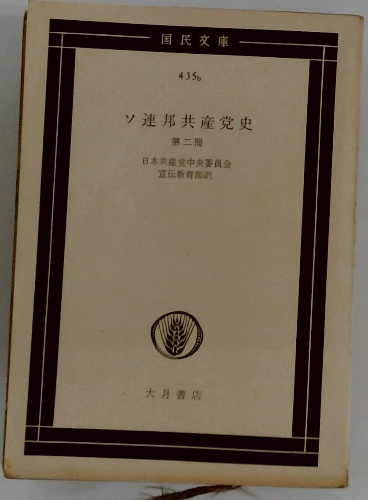 国民文庫
435b
ソ連邦共産党史
第二冊
日本共産党中央委員会
宣伝教育部訳
大月書店